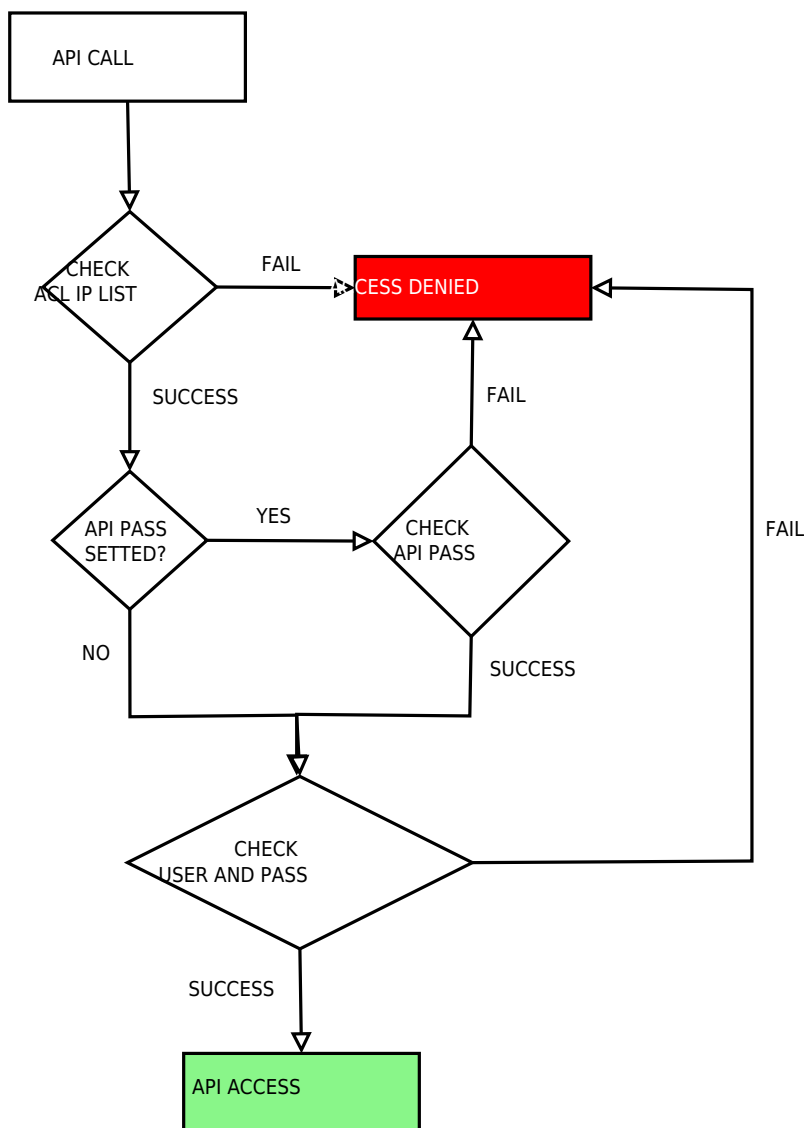 API CALL
CHECK
ACL IP LIST
FAIL
ACCESS DENIED
SUCCESS
FAIL
API PASS
SETTED?
YES
CHECK
API PASS
FAIL
NO
SUCCESS
CHECK
USER AND PASS
SUCCESS
API ACCESS